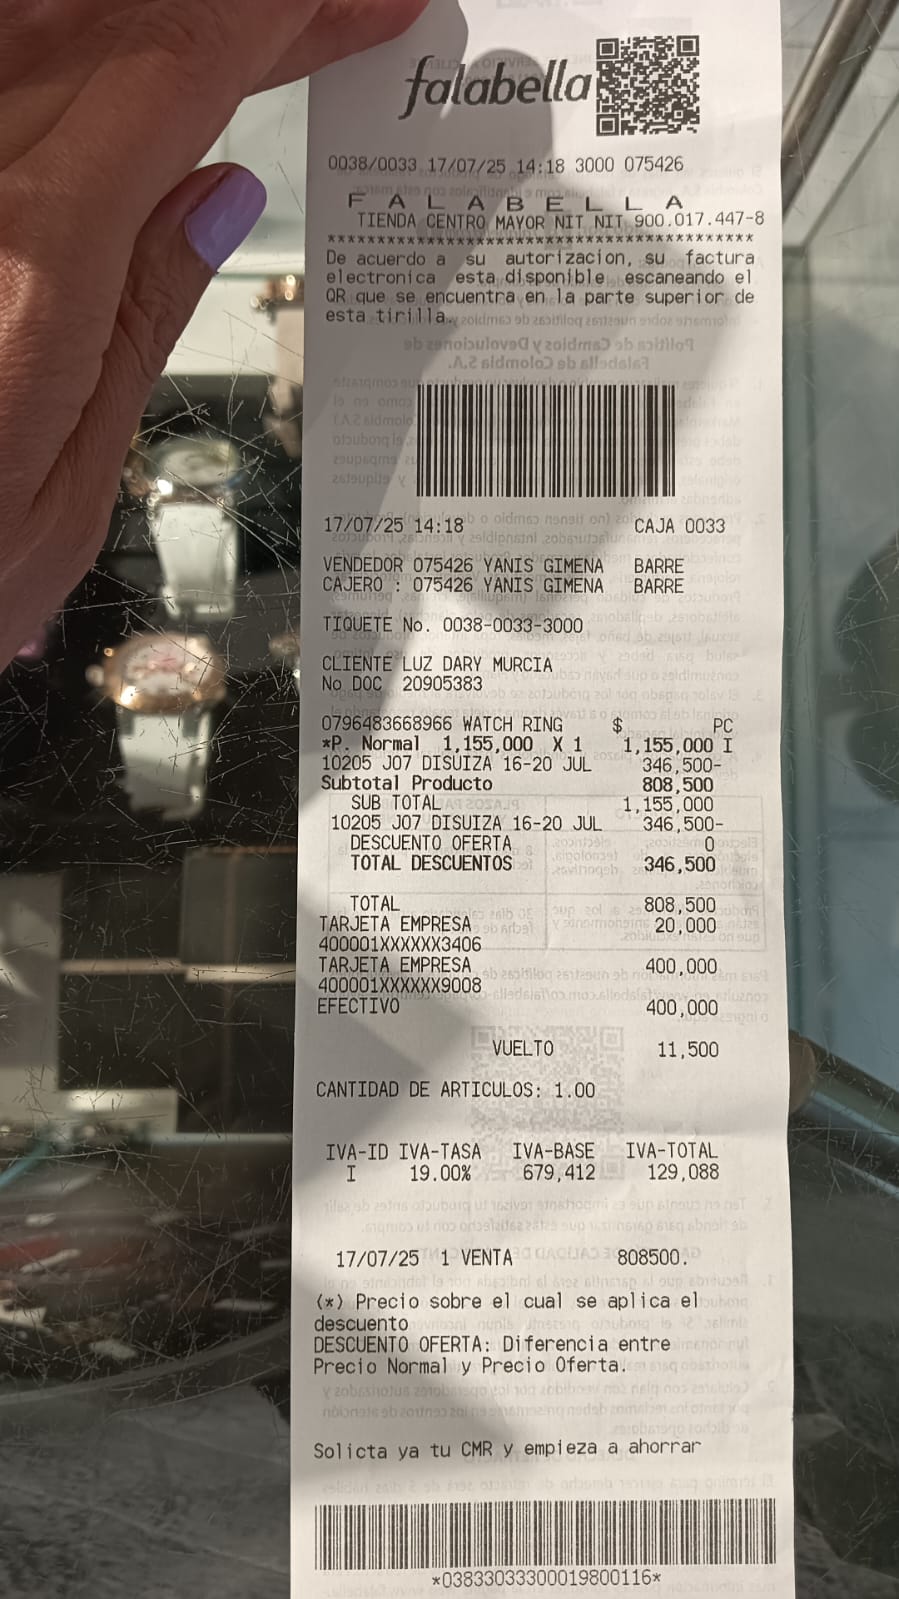 falabella
0038/0033 17/07/25 14:18 3000 075426
F A L A B E L L A
TIENDA CENTRO MAYOR NIT NIT 900.017.447-8
******************************************
De acuerdo a su autorizacion, su factura
electronica esta disponible escaneando el
QR que se encuentra en la parte superior de
esta tirilla.
17/07/25 14:18 CAJA 0033
VENDEDOR 075426 YANIS GIMENA BARRE
CAJERO : 075426 YANIS GIMENA BARRE
TIQUETE No. 0038-0033-3000
CLIENTE LUZ DARY MURCIA
No DOC 20905383
0796483668966 WATCH RING $ PC
*P. Normal 1,155,000 X 1 1,155,000 I
10205 J07 DISUIZA 16-20 JUL 346,500-
Subtotal Producto 808,500
SUB TOTAL 1,155,000
10205 J07 DISUIZA 16-20 JUL 346,500-
DESCUENTO OFERTA 0
TOTAL DESCUENTOS 346,500
TOTAL 808,500
TARJETA EMPRESA 20,000
400001XXXXXX3406
TARJETA EMPRESA 400,000
400001XXXXXX9008
EFECTIVO 400,000
VUELTO 11,500
CANTIDAD DE ARTICULOS: 1.00
IVA-ID IVA-TASA IVA-BASE IVA-TOTAL
I 19.00% 679,412 129,088
17/07/25 1 VENTA 808500.
(*) Precio sobre el cual se aplica el
descuento
DESCUENTO OFERTA: Diferencia entre
Precio Normal y Precio Oferta.
Solicta ya tu CMR y empieza a ahorrar
*03833033300019800116*